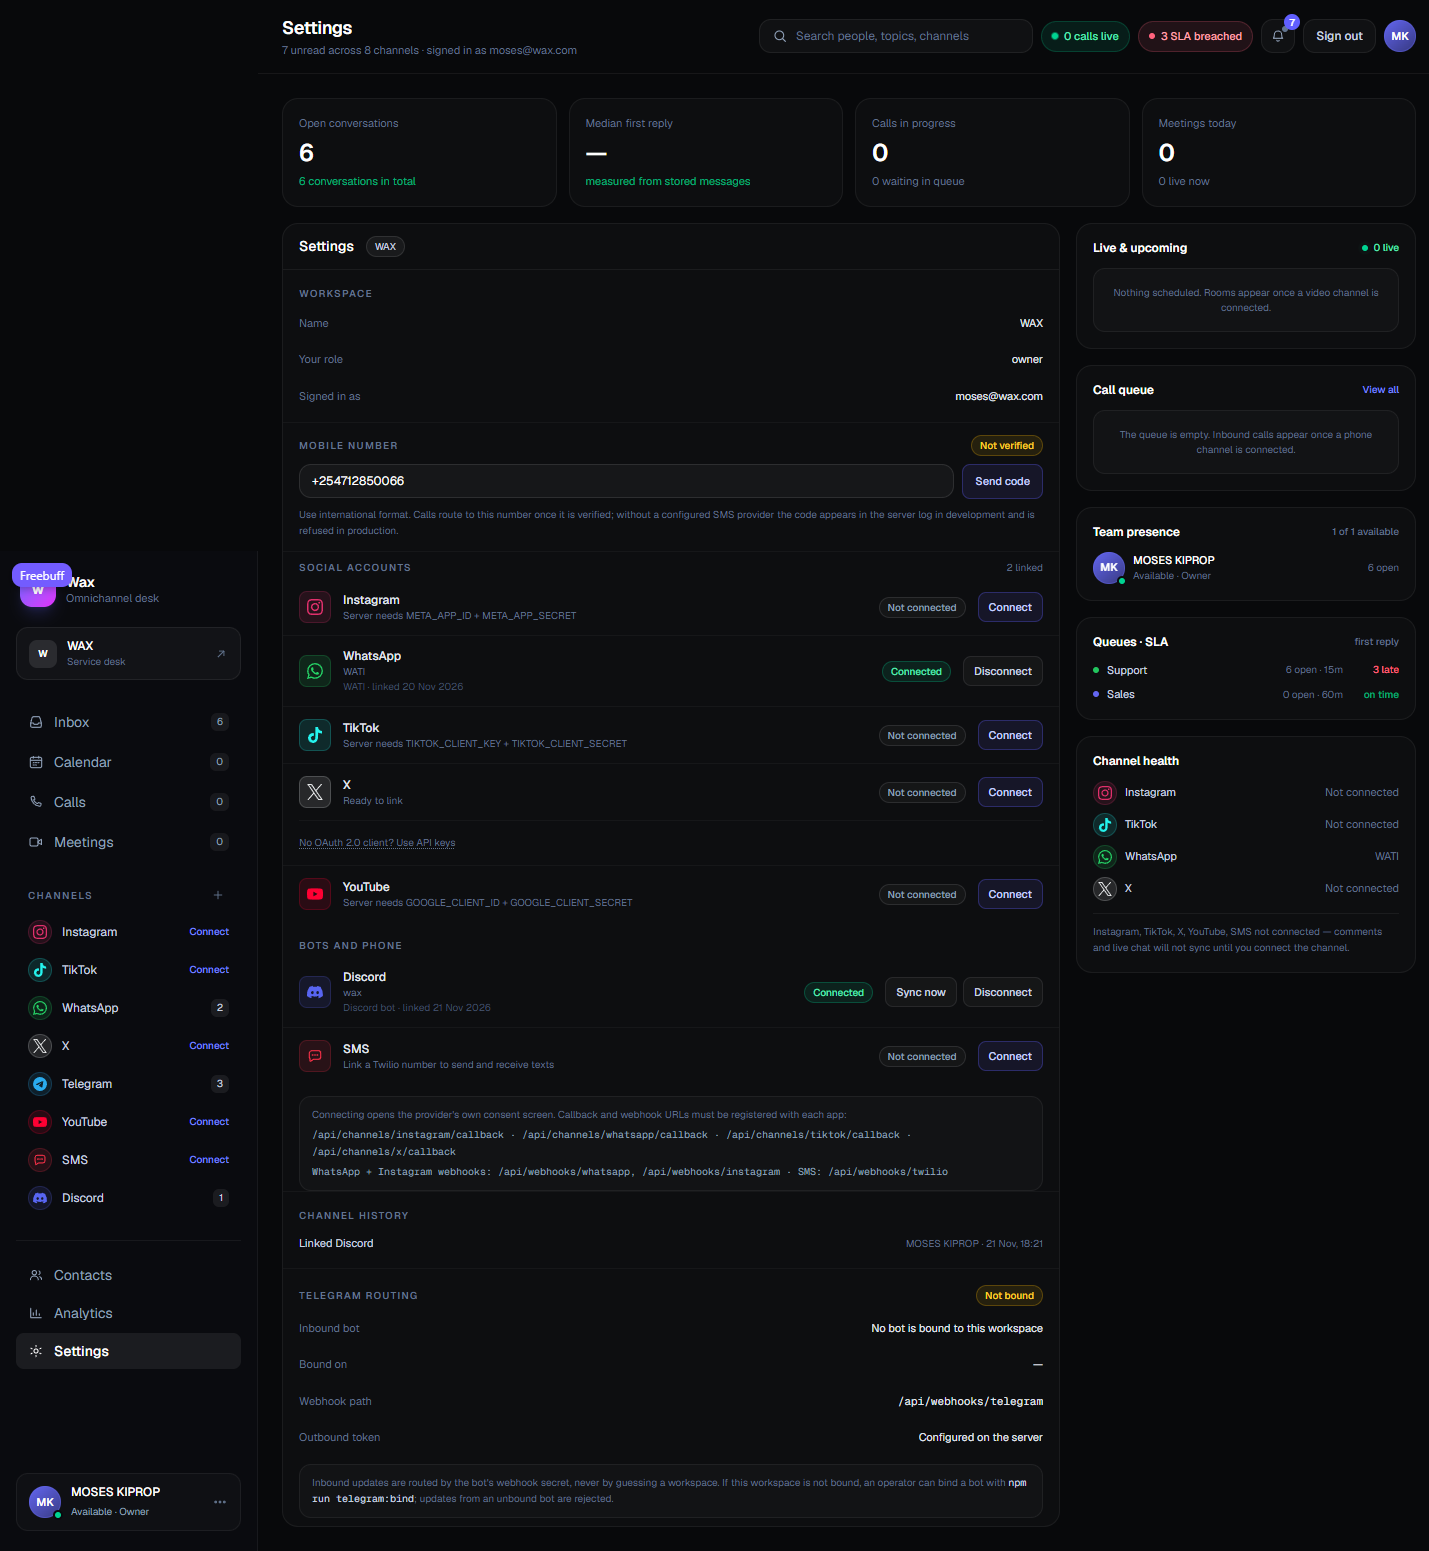 Settings
7 unread across 8 channels · signed in as moses@wax.com
Search people, topics, channels
0 calls live
3 SLA breached
7
Sign out
MK
Open conversations
6
6 conversations in total
Median first reply
—
measured from stored messages
Calls in progress
0
0 waiting in queue
Meetings today
0
0 live now
Freebuff
W
Wax
Omnichannel desk
W
WAX
Service desk
Inbox
6
Calendar
0
Calls
0
Meetings
0
CHANNELS
Instagram
Connect
TikTok
Connect
WhatsApp
2
X
Connect
Telegram
3
YouTube
Connect
SMS
Connect
Discord
1
Contacts
Analytics
Settings
MK
MOSES KIPROP
Available · Owner
Settings
WAX
WORKSPACE
Name
WAX
Your role
owner
Signed in as
moses@wax.com
MOBILE NUMBER
Not verified
+254712850066
Send code
Use international format. Calls route to this number once it is verified; without a configured SMS provider the code appears in the server log in development and is
refused in production.
SOCIAL ACCOUNTS
2 linked
Instagram
Server needs META_APP_ID + META_APP_SECRET
Not connected
Connect
WhatsApp
WATI
WATI · linked 20 Nov 2026
Connected
Disconnect
TikTok
Server needs TIKTOK_CLIENT_KEY + TIKTOK_CLIENT_SECRET
Not connected
Connect
X
Ready to link
Not connected
Connect
No OAuth 2.0 client? Use API keys
YouTube
Server needs GOOGLE_CLIENT_ID + GOOGLE_CLIENT_SECRET
Not connected
Connect
BOTS AND PHONE
Discord
wax
Discord bot · linked 21 Nov 2026
Connected
Sync now
Disconnect
SMS
Link a Twilio number to send and receive texts
Not connected
Connect
Connecting opens the provider's own consent screen. Callback and webhook URLs must be registered with each app:
/api/channels/instagram/callback · /api/channels/whatsapp/callback · /api/channels/tiktok/callback ·
/api/channels/x/callback
WhatsApp + Instagram webhooks: /api/webhooks/whatsapp, /api/webhooks/instagram · SMS: /api/webhooks/twilio
CHANNEL HISTORY
Linked Discord
MOSES KIPROP · 21 Nov, 18:21
TELEGRAM ROUTING
Not bound
Inbound bot
No bot is bound to this workspace
Bound on
—
Webhook path
/api/webhooks/telegram
Outbound token
Configured on the server
Inbound updates are routed by the bot's webhook secret, never by guessing a workspace. If this workspace is not bound, an operator can bind a bot with npm
run telegram:bind; updates from an unbound bot are rejected.
Live & upcoming
0 live
Nothing scheduled. Rooms appear once a video channel is
connected.
Call queue
View all
The queue is empty. Inbound calls appear once a phone
channel is connected.
Team presence
1 of 1 available
MK
MOSES KIPROP
Available · Owner
6 open
Queues · SLA
first reply
Support
6 open · 15m
3 late
Sales
0 open · 60m
on time
Channel health
Instagram
Not connected
TikTok
Not connected
WhatsApp
WATI
X
Not connected
Instagram, TikTok, X, YouTube, SMS not connected — comments
and live chat will not sync until you connect the channel.